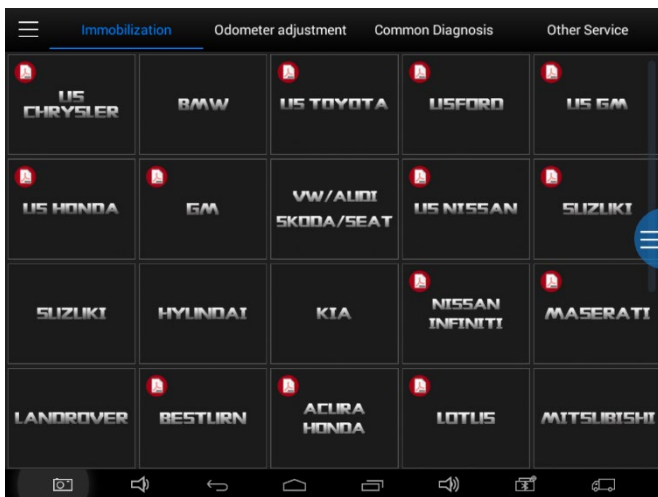 Immobilization Odometer adjustment Common Diagnosis Other Service
US
CHRYSLER
BMW
US TOYOTA
USFORD
US GM
US HONDA
GM
VW/AUDI
SKODA/SEAT
US NISSAN
SUZUKI
SUZUKI
HYUNDAI
KIA
NISSAN
INFINITI
MASERATI
LANDROVER
BESTURN
ACURA
HONDA
LOTUS
MITSUBISHI